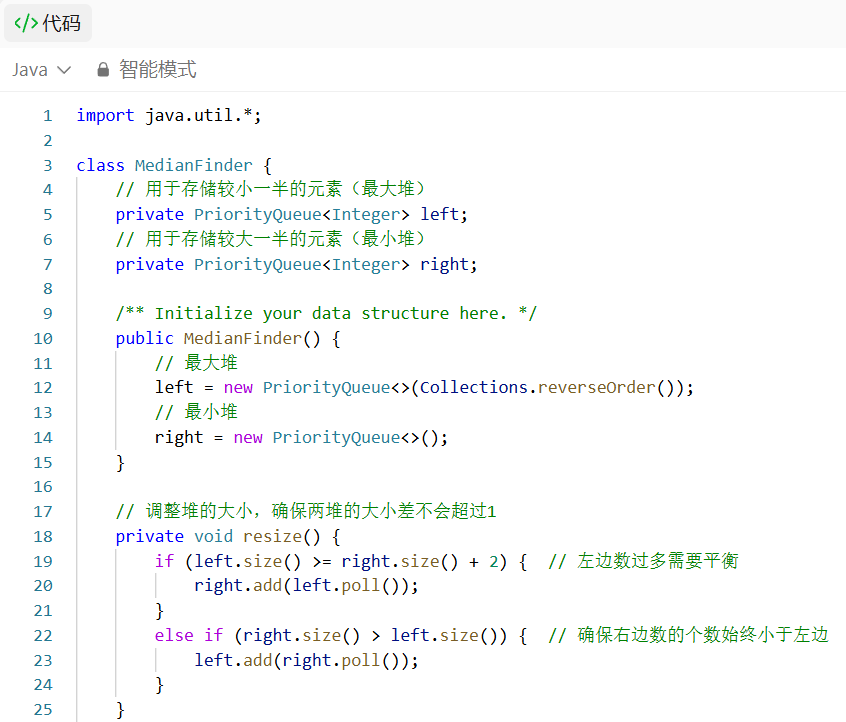 </> 代码
Java 智能模式
1 import java.util.*;
2
3 class MedianFinder {
4 // 用于存储较小一半的元素（最大堆）
5 private PriorityQueue<Integer> left;
6 // 用于存储较大一半的元素（最小堆）
7 private PriorityQueue<Integer> right;
8
9 /** Initialize your data structure here. */
10 public MedianFinder() {
11 // 最大堆
12 left = new PriorityQueue<>(Collections.reverseOrder());
13 // 最小堆
14 right = new PriorityQueue<>();
15 }
16
17 // 调整堆的大小，确保两堆的大小差不会超过1
18 private void resize() {
19 if (left.size() >= right.size() + 2) { // 左边数过多需要平衡
20 right.add(left.poll());
21 }
22 else if (right.size() > left.size()) { // 确保右边数的个数始终小于左边
23 left.add(right.poll());
24 }
25 }